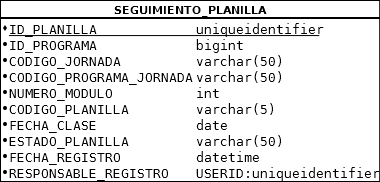 SEGUIMIENTO_PLANILLA
•ID_PLANILLA uniqueidentifier
•ID_PROGRAMA bigint
•CODIGO_JORNADA varchar(50)
•CODIGO_PROGRAMA_JORNADA varchar(50)
•NUMERO_MODULO int
•CODIGO_PLANILLA varchar(5)
•FECHA_CLASE date
•ESTADO_PLANILLA varchar(50)
•FECHA_REGISTRO datetime
•RESPONSABLE_REGISTRO USERID:uniqueidentifier